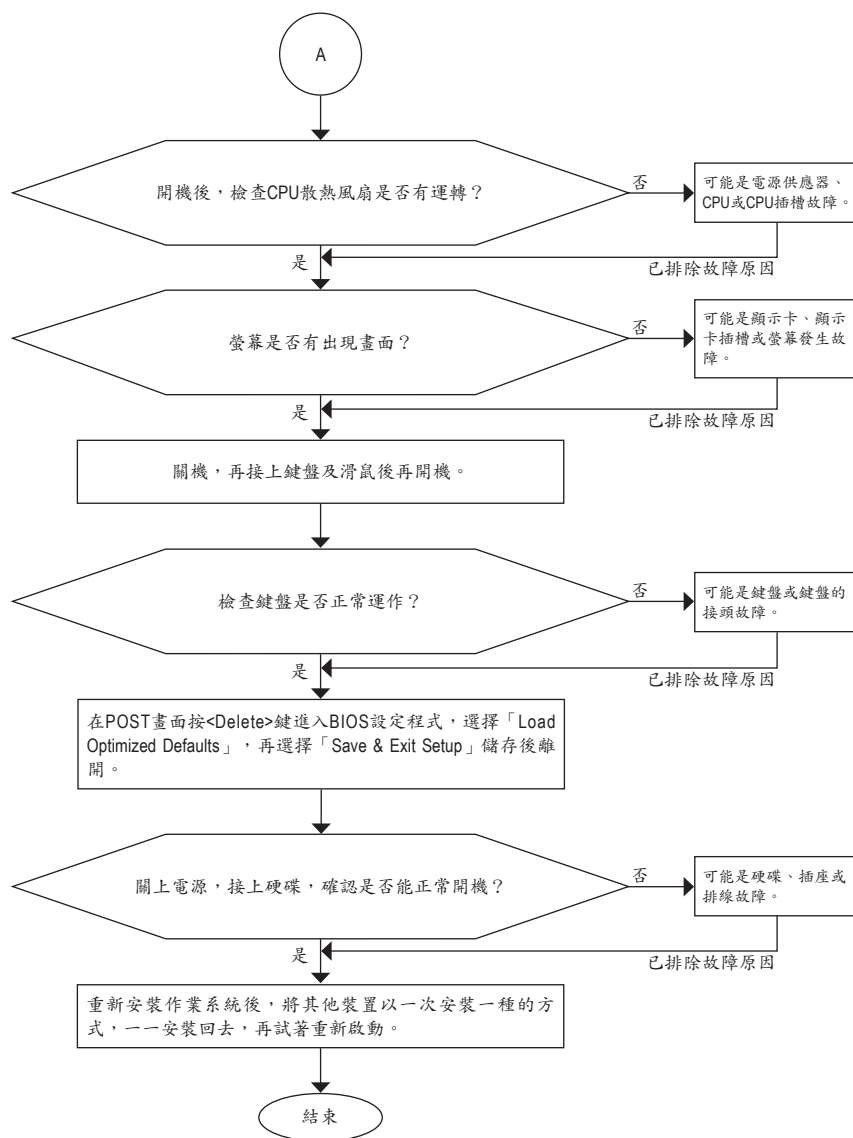 A
開機後，檢查CPU散熱風扇是否有運轉？
否
可能是電源供應器、
CPU或CPU插槽故障。
是
已排除故障原因
螢幕是否有出現畫面？
否
可能是顯示卡、顯示
卡插槽或螢幕發生故
障。
是
已排除故障原因
關機，再接上鍵盤及滑鼠後再開機。
檢查鍵盤是否正常運作？
否
可能是鍵盤或鍵盤的
接頭故障。
是
已排除故障原因
在POST畫面按<Delete>鍵進入BIOS設定程式，選擇「Load
Optimized Defaults」，再選擇「Save & Exit Setup」儲存後離
開。
關上電源，接上硬碟，確認是否能正常開機？
否
可能是硬碟、插座或
排線故障。
是
已排除故障原因
重新安裝作業系統後，將其他裝置以一次安裝一種的方
式，一一安裝回去，再試著重新啟動。
結束